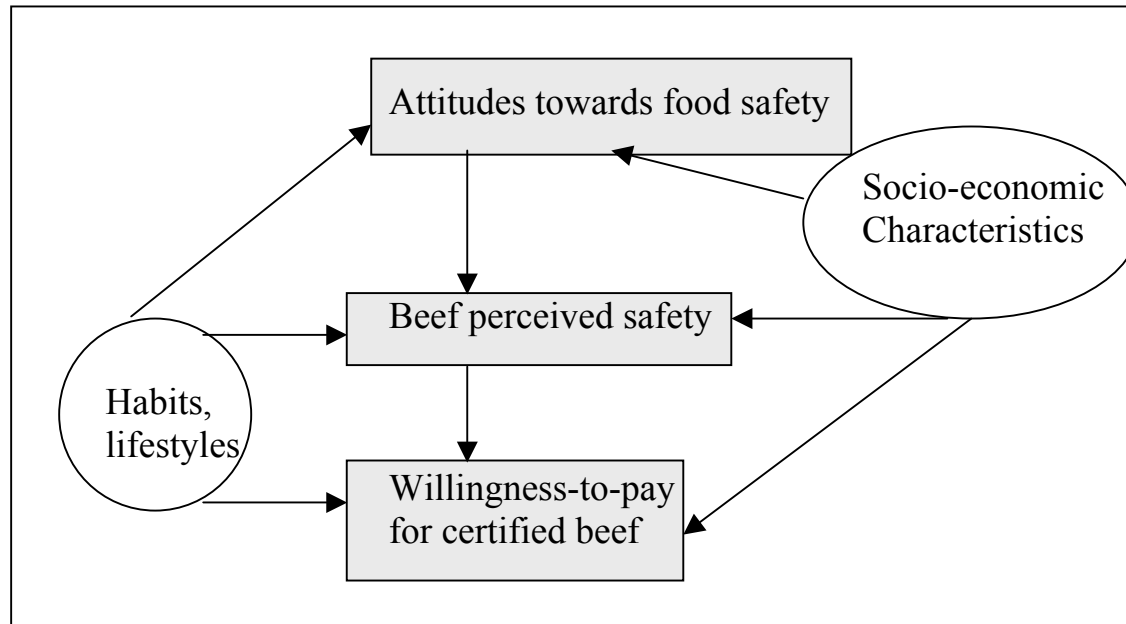 Attitudes towards food safety
Socio-economic
Characteristics
Beef perceived safety
Habits,
lifestyles
Willingness-to-pay
for certified beef